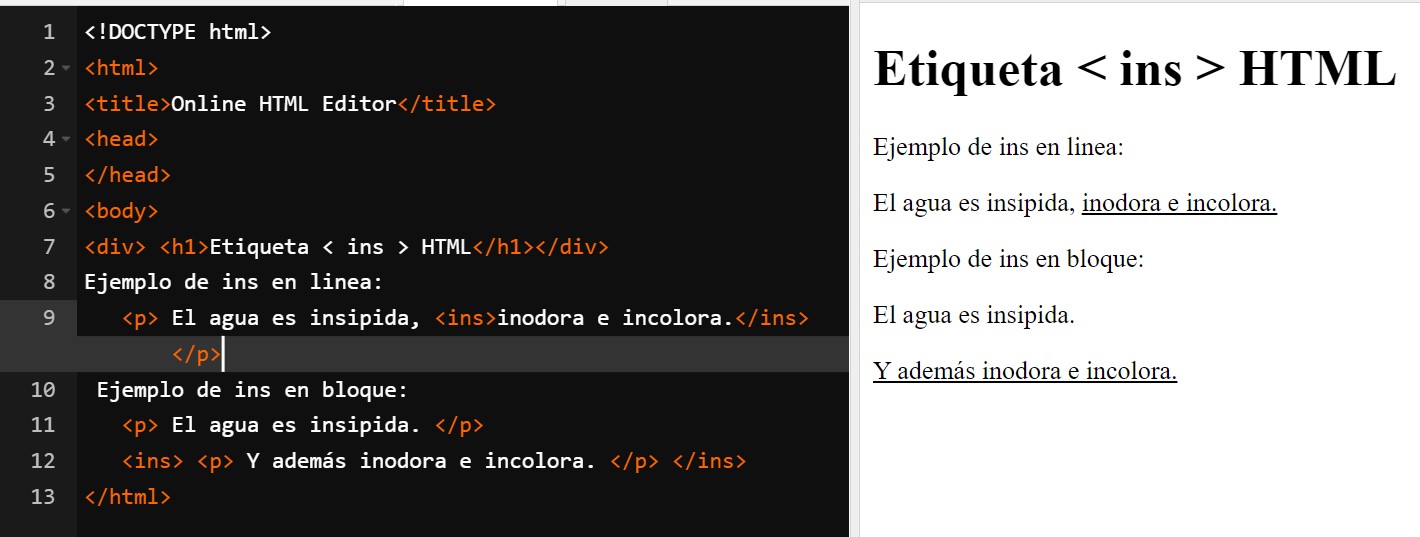 1 <!DOCTYPE html>
2 <html>
3 <title>Online HTML Editor</title>
4 <head>
5 </head>
6 <body>
7 <div> <h1>Etiqueta < ins > HTML</h1></div>
8 Ejemplo de ins en linea:
9 <p> El agua es insipida, <ins>inodora e incolora.</ins>
</p>
10 Ejemplo de ins en bloque:
11 <p> El agua es insipida. </p>
12 <ins> <p> Y además inodora e incolora. </p> </ins>
13 </html>
Etiqueta < ins > HTML
Ejemplo de ins en linea:
El agua es insipida, inodora e incolora.
Ejemplo de ins en bloque:
El agua es insipida.
Y además inodora e incolora.